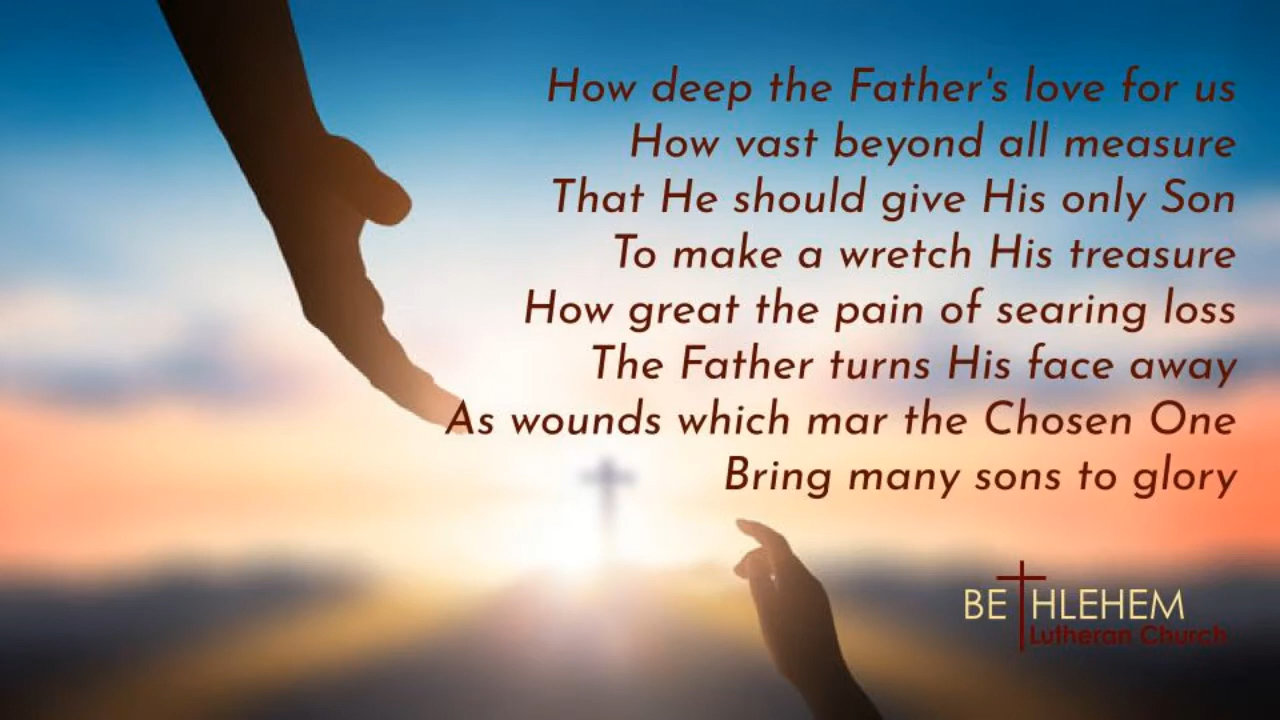 How deep the Father's love for us
How vast beyond all measure
That He should give His only Son
To make a wretch His treasure
How great the pain of searing loss
The Father turns His face away
As wounds which mar the Chosen One
Bring many sons to glory
BETHLEHEM
Lutheran Church